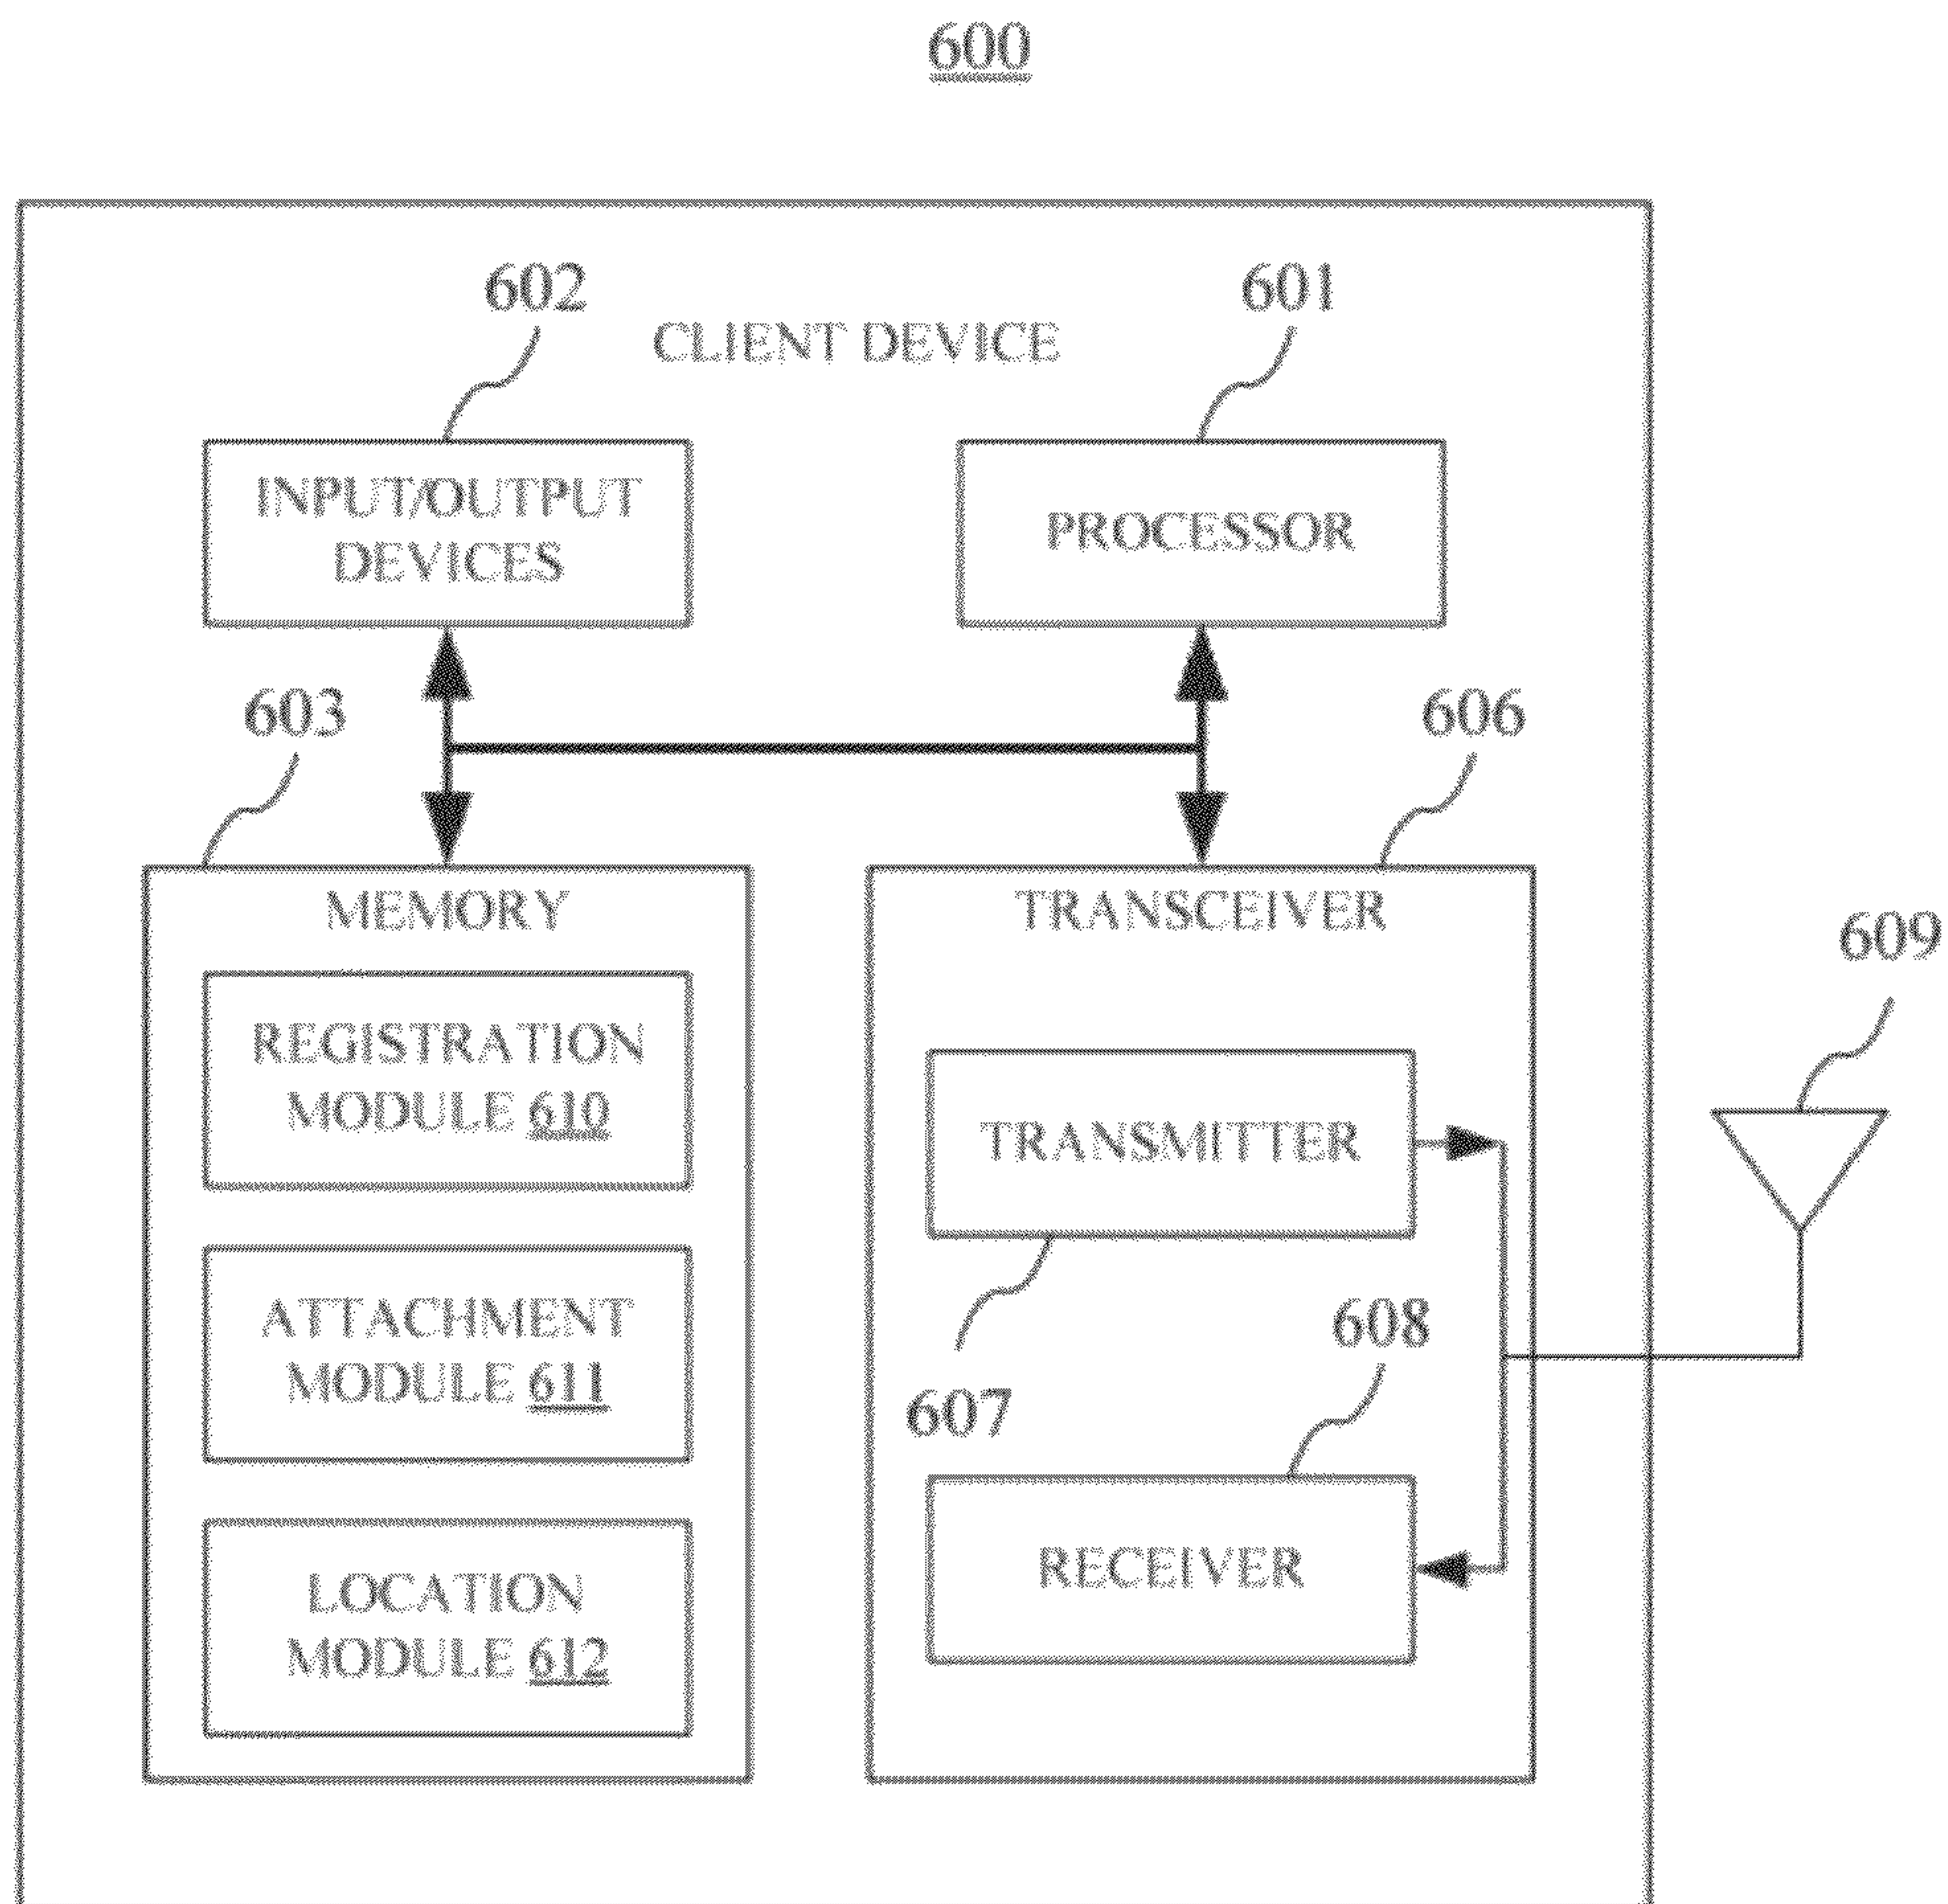 600
602
601
CLIENT DEVICE
INPUT/OUTPUT
DEVICES
PROCESSOR
603
606
MEMORY
TRANSCEIVER
609
REGISTRATION
MODULE 610
TRANSMITTER
ATTACHMENT
MODULE 611
608
607
LOCATION
MODULE 612
RECEIVER